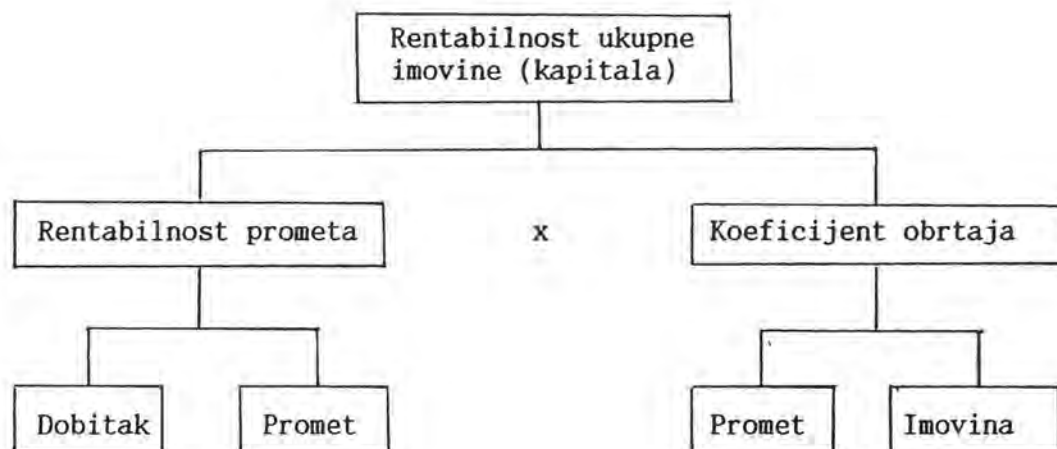 Rentabilnost ukupne
imovine (kapitala)
Rentabilnost prometa x Koeficijent obrtaja
Dobitak Promet Promet Imovina